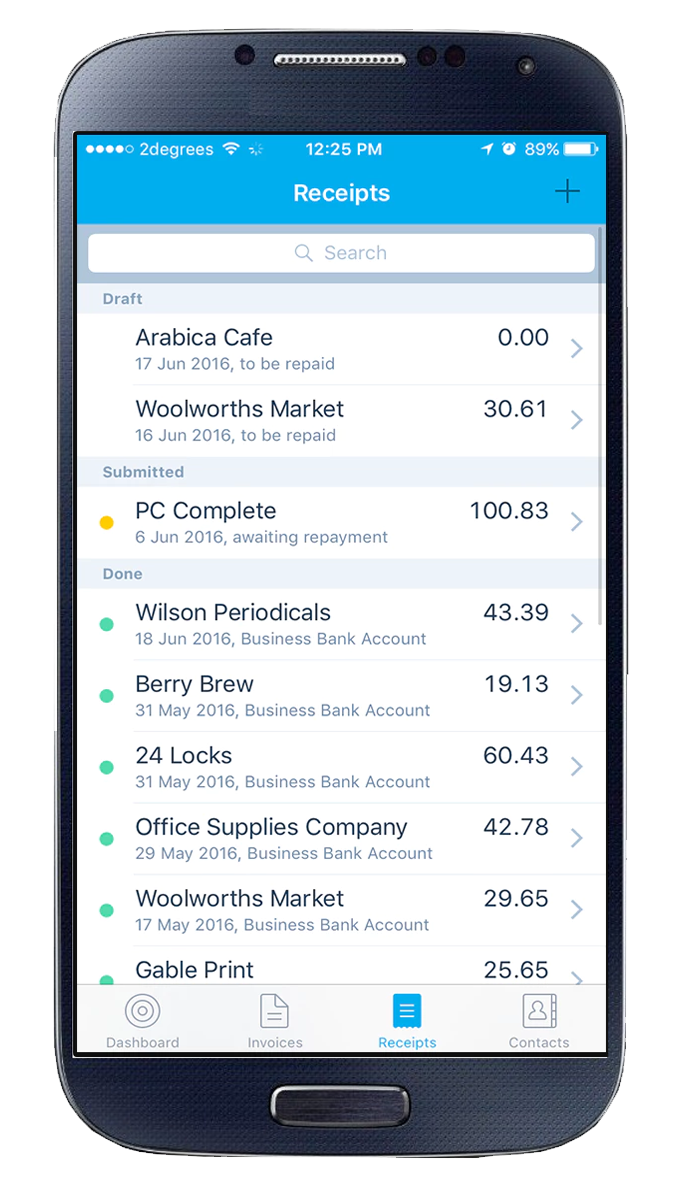 2degrees 12:25 PM 89%
Receipts
Search
Draft
Arabica Cafe 0.00
17 Jun 2016, to be repaid
Woolworths Market 30.61
16 Jun 2016, to be repaid
Submitted
PC Complete 100.83
6 Jun 2016, awaiting repayment
Done
Wilson Periodicals 43.39
18 Jun 2016, Business Bank Account
Berry Brew 19.13
31 May 2016, Business Bank Account
24 Locks 60.43
31 May 2016, Business Bank Account
Office Supplies Company 42.78
29 May 2016, Business Bank Account
Woolworths Market 29.65
17 May 2016, Business Bank Account
Gable Print 25.65
Dashboard Invoices Receipts Contacts